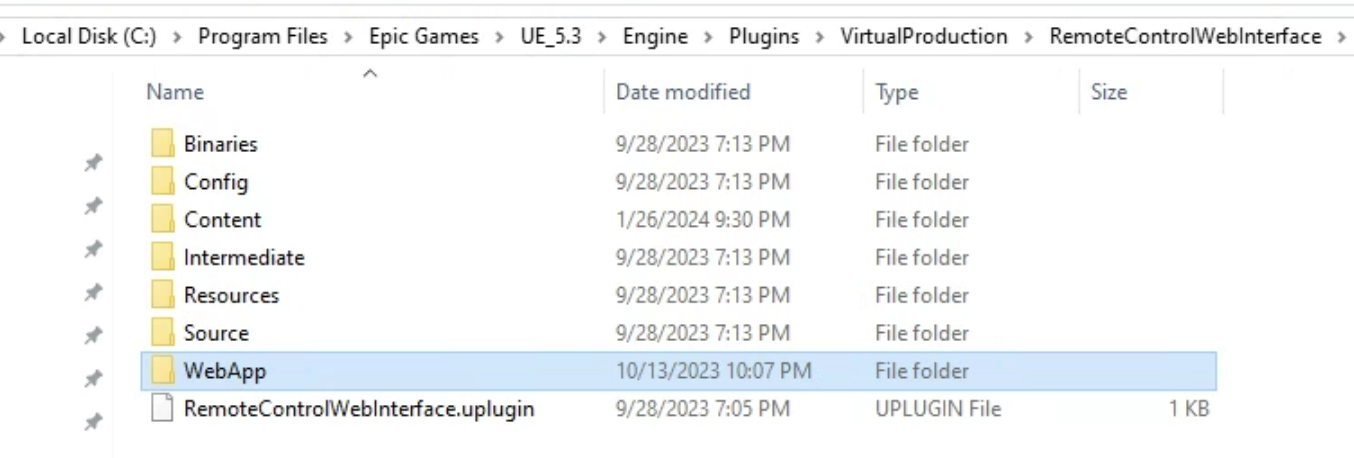 Local Disk (C:) > Program Files > Epic Games > UE_5.3 > Engine > Plugins > VirtualProduction > RemoteControlWebInterface >
Name Date modified Type Size
Binaries 9/28/2023 7:13 PM File folder
Config 9/28/2023 7:13 PM File folder
Content 1/26/2024 9:30 PM File folder
Intermediate 9/28/2023 7:13 PM File folder
Resources 9/28/2023 7:13 PM File folder
Source 9/28/2023 7:13 PM File folder
WebApp 10/13/2023 10:07 PM File folder
RemoteControlWebInterface.uplugin 9/28/2023 7:05 PM UPLUGIN File 1 KB